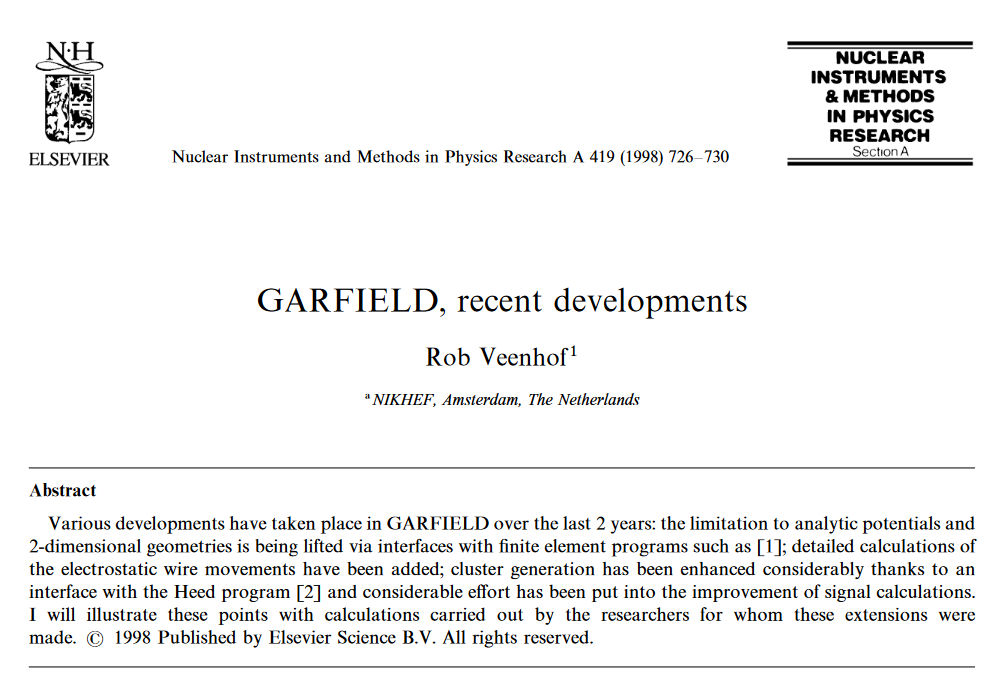 N·H
ELSEVIER
Nuclear Instruments and Methods in Physics Research A 419 (1998) 726–730
NUCLEAR
INSTRUMENTS
& METHODS
IN PHYSICS
RESEARCH
Section A
GARFIELD, recent developments
Rob Veenhof¹
ᵃ NIKHEF, Amsterdam, The Netherlands
Abstract
Various developments have taken place in GARFIELD over the last 2 years: the limitation to analytic potentials and
2-dimensional geometries is being lifted via interfaces with finite element programs such as [1]; detailed calculations of
the electrostatic wire movements have been added; cluster generation has been enhanced considerably thanks to an
interface with the Heed program [2] and considerable effort has been put into the improvement of signal calculations.
I will illustrate these points with calculations carried out by the researchers for whom these extensions were
made. © 1998 Published by Elsevier Science B.V. All rights reserved.